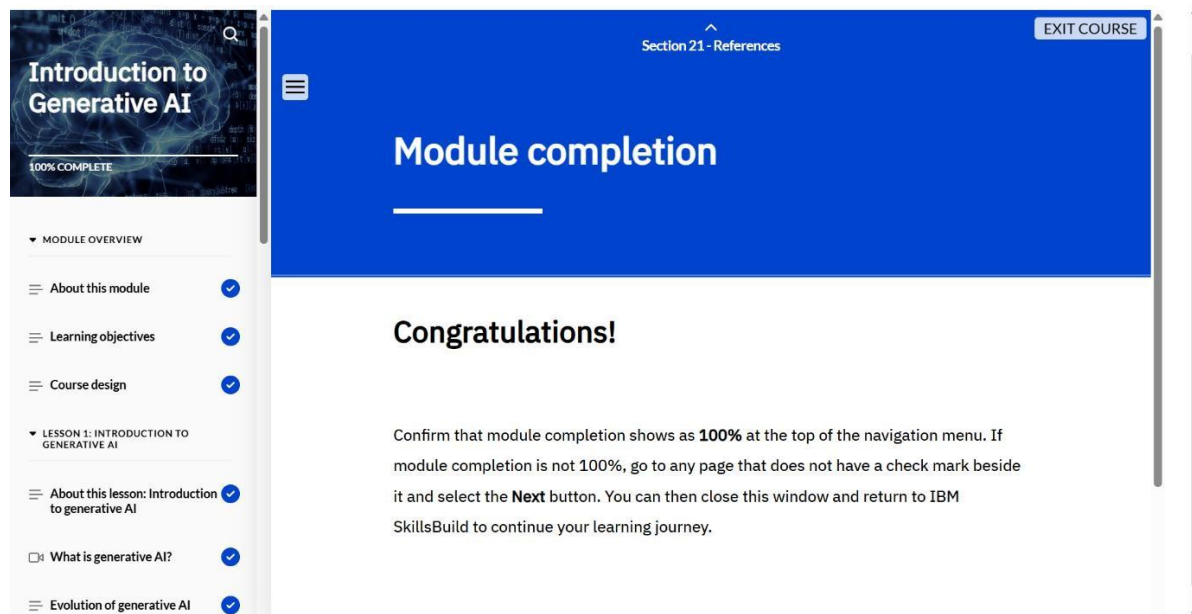 Introduction to
Generative AI
100% COMPLETE
MODULE OVERVIEW
About this module
Learning objectives
Course design
LESSON 1: INTRODUCTION TO
GENERATIVE AI
About this lesson: Introduction
to generative AI
What is generative AI?
Evolution of generative AI
Section 21 - References
EXIT COURSE
Module completion
Congratulations!
Confirm that module completion shows as 100% at the top of the navigation menu. If
module completion is not 100%, go to any page that does not have a check mark beside
it and select the Next button. You can then close this window and return to IBM
SkillsBuild to continue your learning journey.